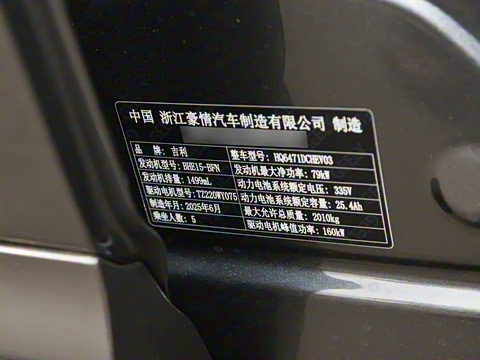 中国 浙江豪情汽车制造有限公司 制造
品 牌: 吉利 整车型号: HQ6471DCHEV03
发动机型号: BHE15-BFN 发动机最大净功率: 79kW
发动机排量: 1499mL 动力电池系统额定电压: 335V
驱动电机型号: TZ220XY075 动力电池系统额定容量: 25.4Ah
制造年月: 2025年6月 最大允许总质量: 2010kg
乘坐人数: 5 驱动电机峰值功率: 160kW